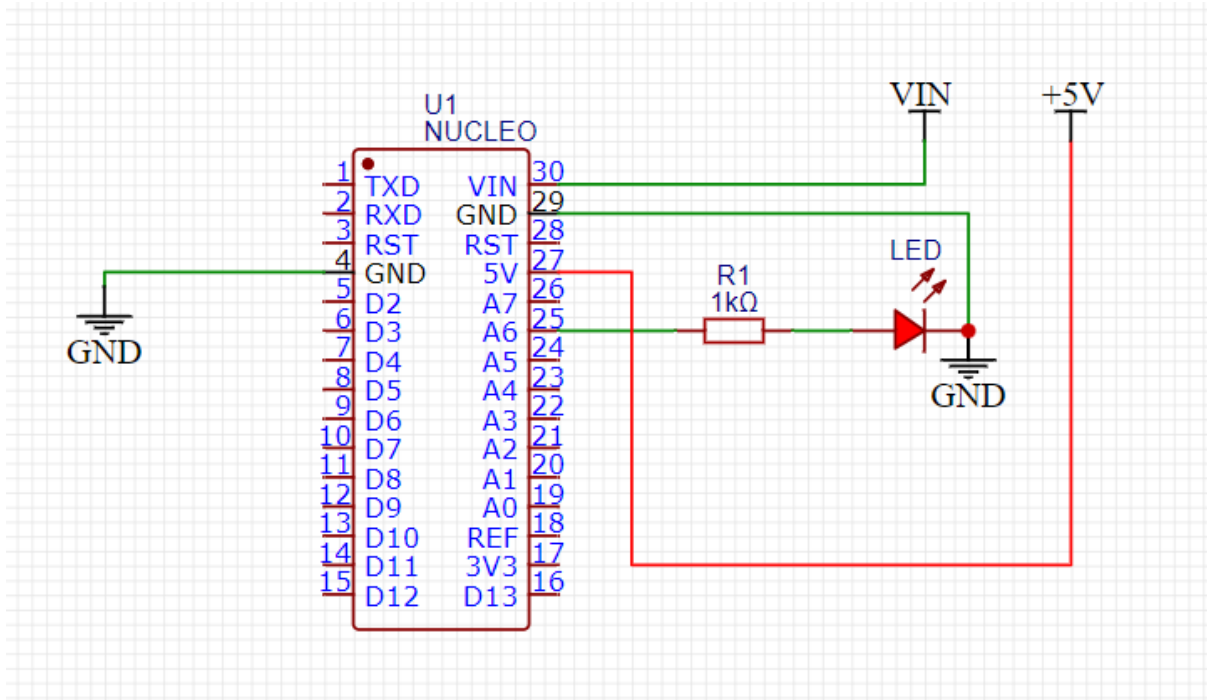 VIN
+5V
U1
NUCLEO
1 TXD VIN 30
2 RXD GND 29
3 RST RST 28
4 GND 5V 27
5 D2 A7 26
6 D3 A6 25
7 D4 A5 24
8 D5 A4 23
9 D6 A3 22
10 D7 A2 21
11 D8 A1 20
12 D9 A0 19
13 D10 REF 18
14 D11 3V3 17
15 D12 D13 16
GND
R1
1kΩ
LED
GND